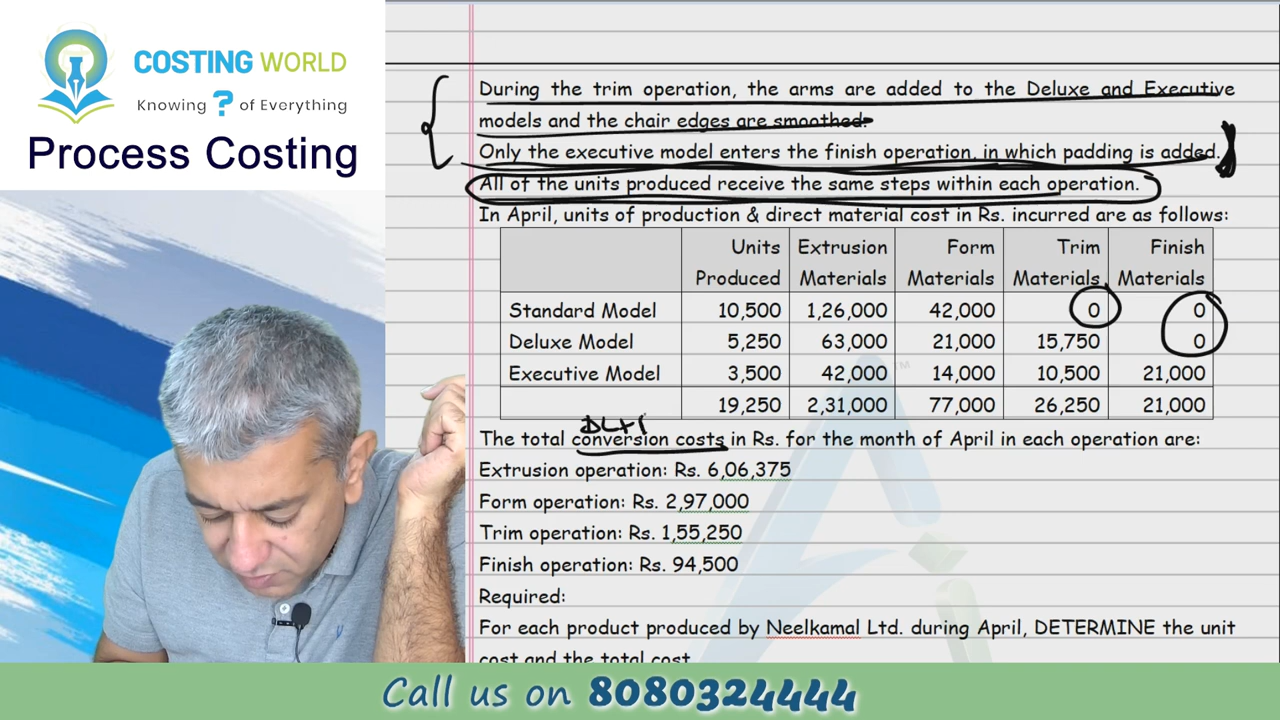 COSTING WORLD
Knowing ? of Everything
Process Costing
During the trim operation, the arms are added to the Deluxe and Executive
models and the chair edges are smoothed.
Only the executive model enters the finish operation, in which padding is added.
All of the units produced receive the same steps within each operation.
In April, units of production & direct material cost in Rs. incurred are as follows:
Units Extrusion Form Trim Finish
Produced Materials Materials Materials Materials
Standard Model 10,500 1,26,000 42,000 0 0
Deluxe Model 5,250 63,000 21,000 15,750 0
Executive Model 3,500 42,000 14,000 10,500 21,000
19,250 2,31,000 77,000 26,250 21,000
DL+
The total conversion costs in Rs. for the month of April in each operation are:
Extrusion operation: Rs. 6,06,375
Form operation: Rs. 2,97,000
Trim operation: Rs. 1,55,250
Finish operation: Rs. 94,500
Required:
For each product produced by Neelkamal Ltd. during April, DETERMINE the unit
cost and the total cost
Call us on 8080324444